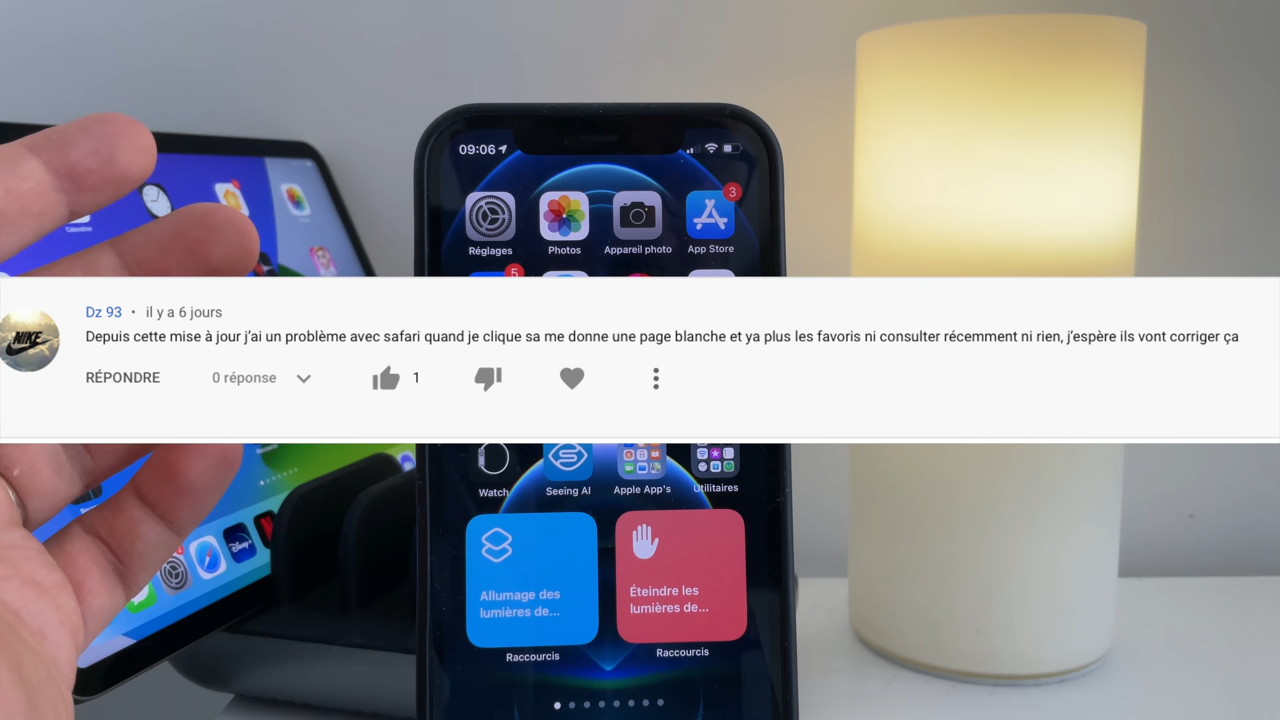 09:06
3
Réglages
Photos
Appareil photo
App Store
5
Dz 93 • il y a 6 jours
NIKE
Depuis cette mise à jour j’ai un problème avec safari quand je clique sa me donne une page blanche et ya plus les favoris ni consulter récemment ni rien, j’espère ils vont corriger ça
RÉPONDRE
0 réponse
1
Watch
Seeing AI
Apple App's
Utilitaires
Disney+
Allumage des
lumières de...
Éteindre les
lumières de...
Raccourcis
Raccourcis